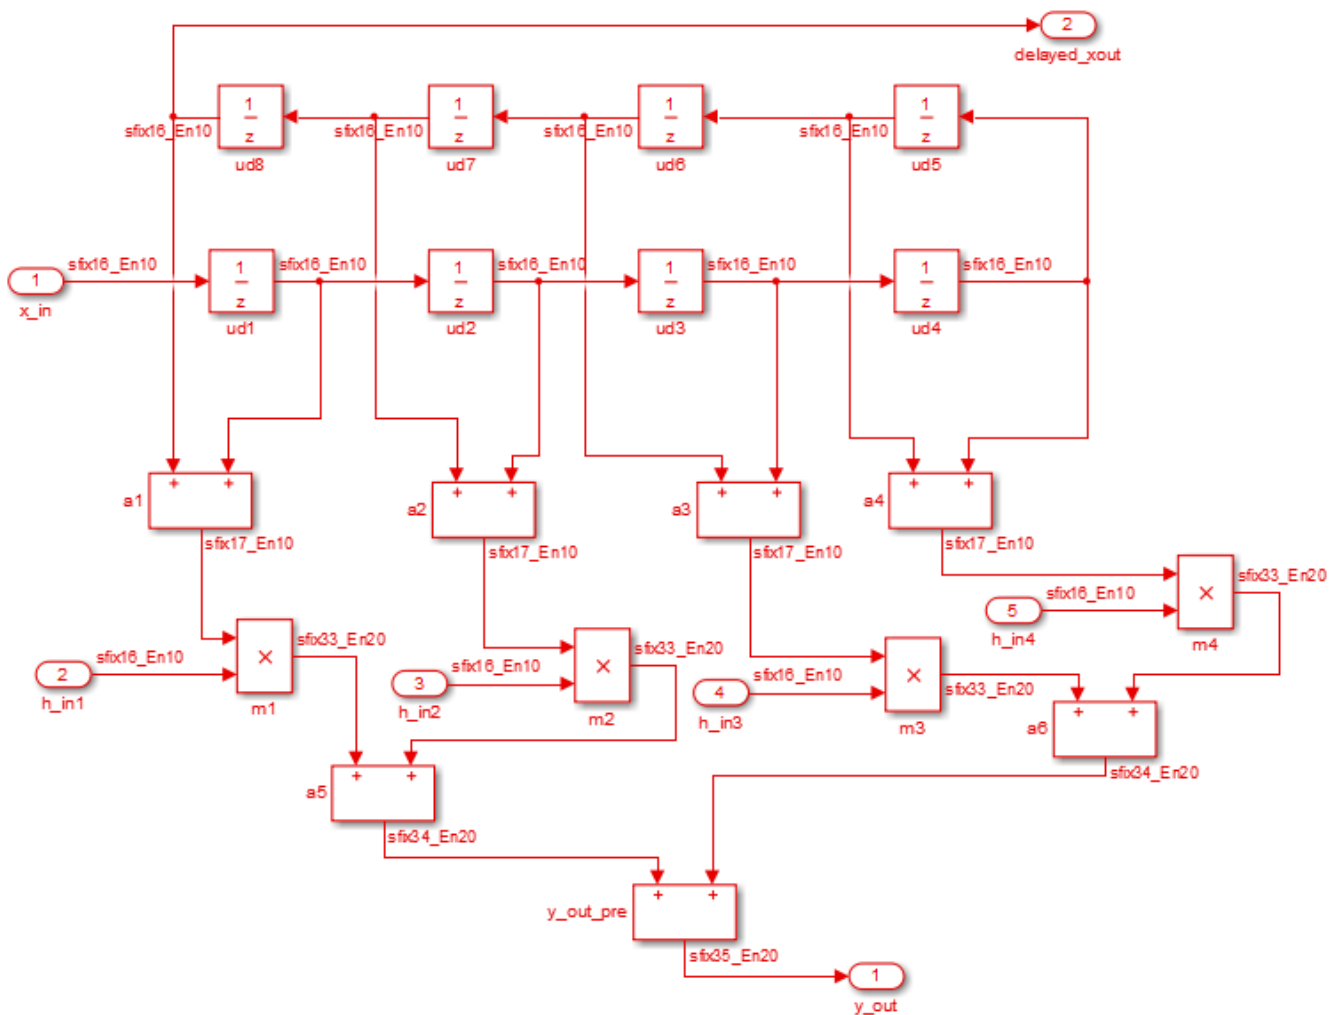 2
delayed_xout
1
z
1
z
1
z
1
z
sfix16_En10
sfix16_En10
sfix16_En10
sfix16_En10
ud8
ud7
ud6
ud5
sfix16_En10
sfix16_En10
sfix16_En10
sfix16_En10
sfix16_En10
1
x_in
1
z
1
z
1
z
1
z
ud1
ud2
ud3
ud4
+ +
+ +
+ +
+ +
a1
a2
a3
a4
sfix17_En10
sfix17_En10
sfix17_En10
sfix17_En10
sfix33_En20
×
sfix16_En10
5
h_in4
m4
sfix33_En20
×
sfix16_En10
2
h_in1
m1
sfix33_En20
×
sfix16_En10
3
h_in2
m2
×
sfix16_En10
4
h_in3
m3
sfix33_En20
+ +
a6
sfix34_En20
+ +
a5
sfix34_En20
+ +
y_out_pre
sfix35_En20
1
y_out